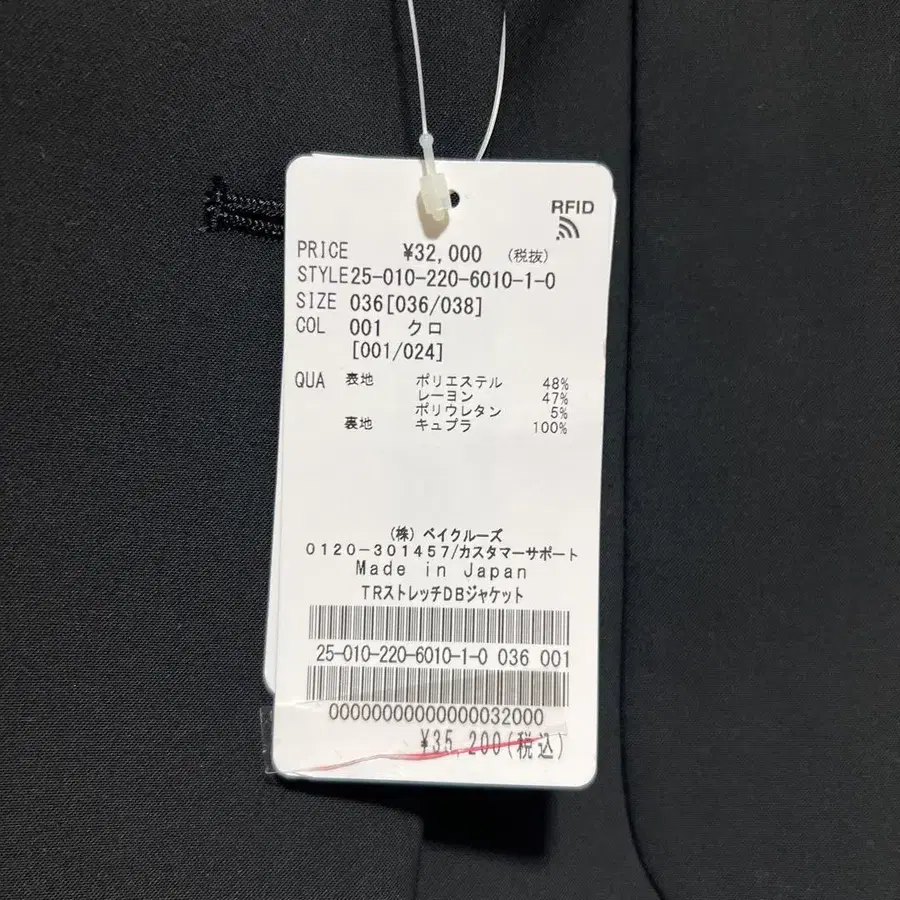 RFID
PRICE ¥32,000 (税抜)
STYLE25-010-220-6010-1-0
SIZE 036[036/038]
COL 001 クロ
[001/024]
QUA 表地 ポリエステル 48%
レーヨン 47%
ポリウレタン 5%
裏地 キュプラ 100%
(株)ベイクルーズ
0120-301457/カスタマーサポート
Made in Japan
TRストレッチDBジャケット
25-010-220-6010-1-0 036 001
00000000000000032000
¥35,200(税込)